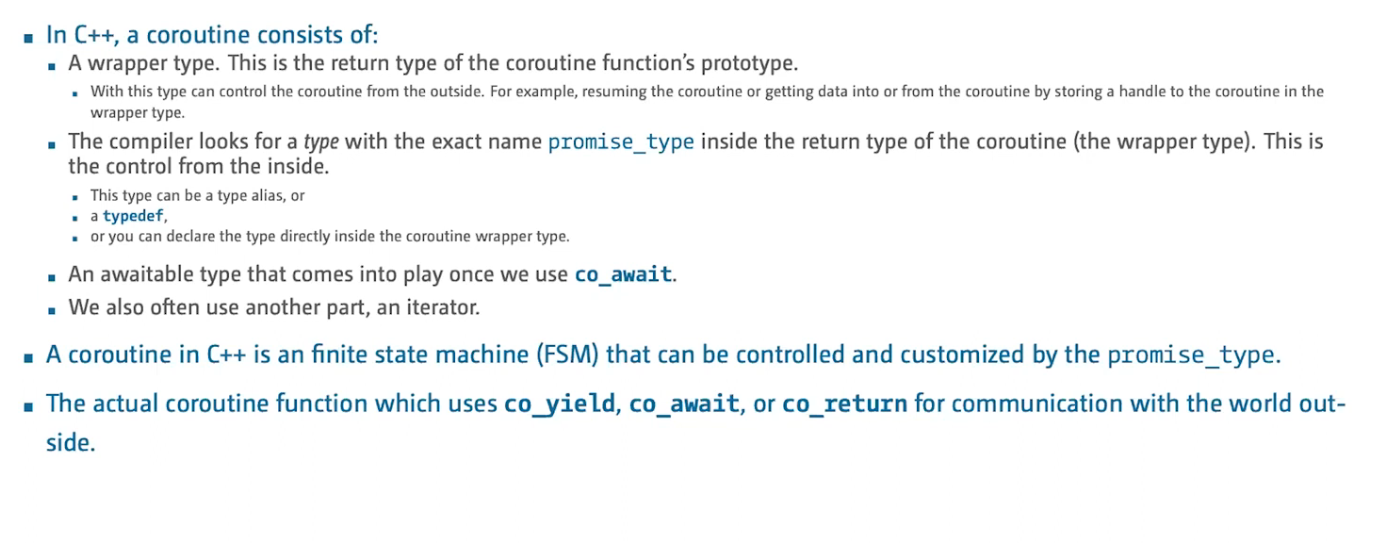 In C++, a coroutine consists of:
A wrapper type. This is the return type of the coroutine function's prototype.
With this type can control the coroutine from the outside. For example, resuming the coroutine or getting data into or from the coroutine by storing a handle to the coroutine in the
wrapper type.
The compiler looks for a type with the exact name promise_type inside the return type of the coroutine (the wrapper type). This is
the control from the inside.
This type can be a type alias, or
a typedef,
or you can declare the type directly inside the coroutine wrapper type.
An awaitable type that comes into play once we use co_await.
We also often use another part, an iterator.
A coroutine in C++ is an finite state machine (FSM) that can be controlled and customized by the promise_type.
The actual coroutine function which uses co_yield, co_await, or co_return for communication with the world out-
side.